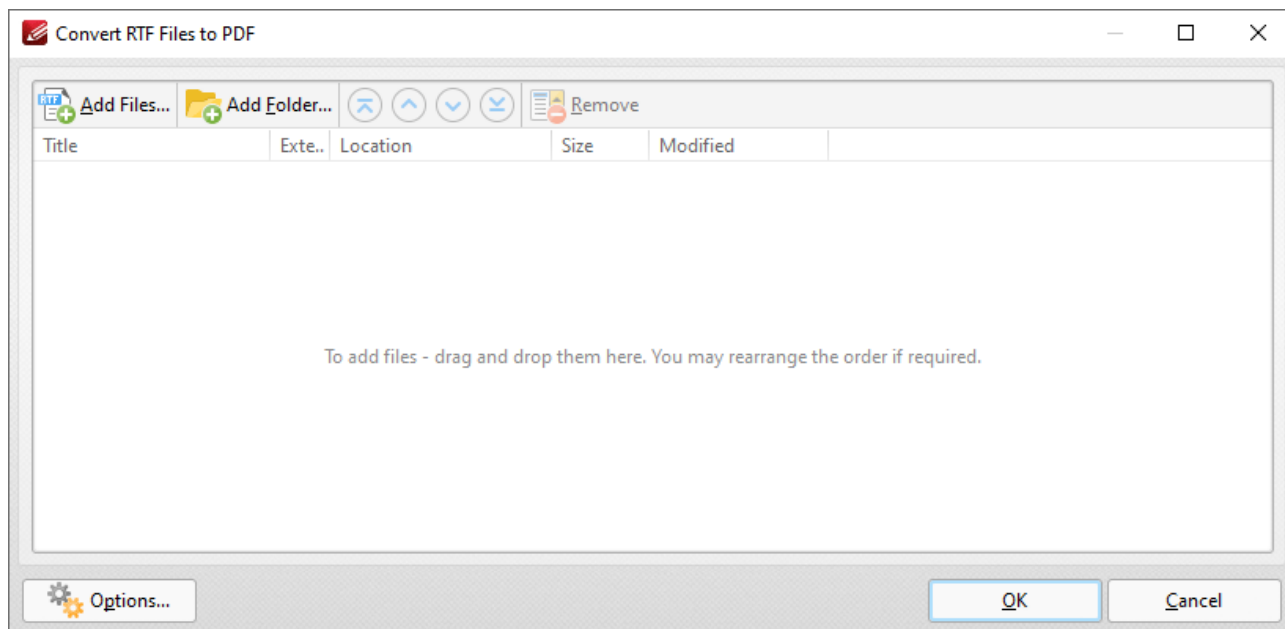 Convert RTF Files to PDF
RTF Add Files... Add Folder... Remove
Title Exte.. Location Size Modified
To add files - drag and drop them here. You may rearrange the order if required.
Options... OK Cancel